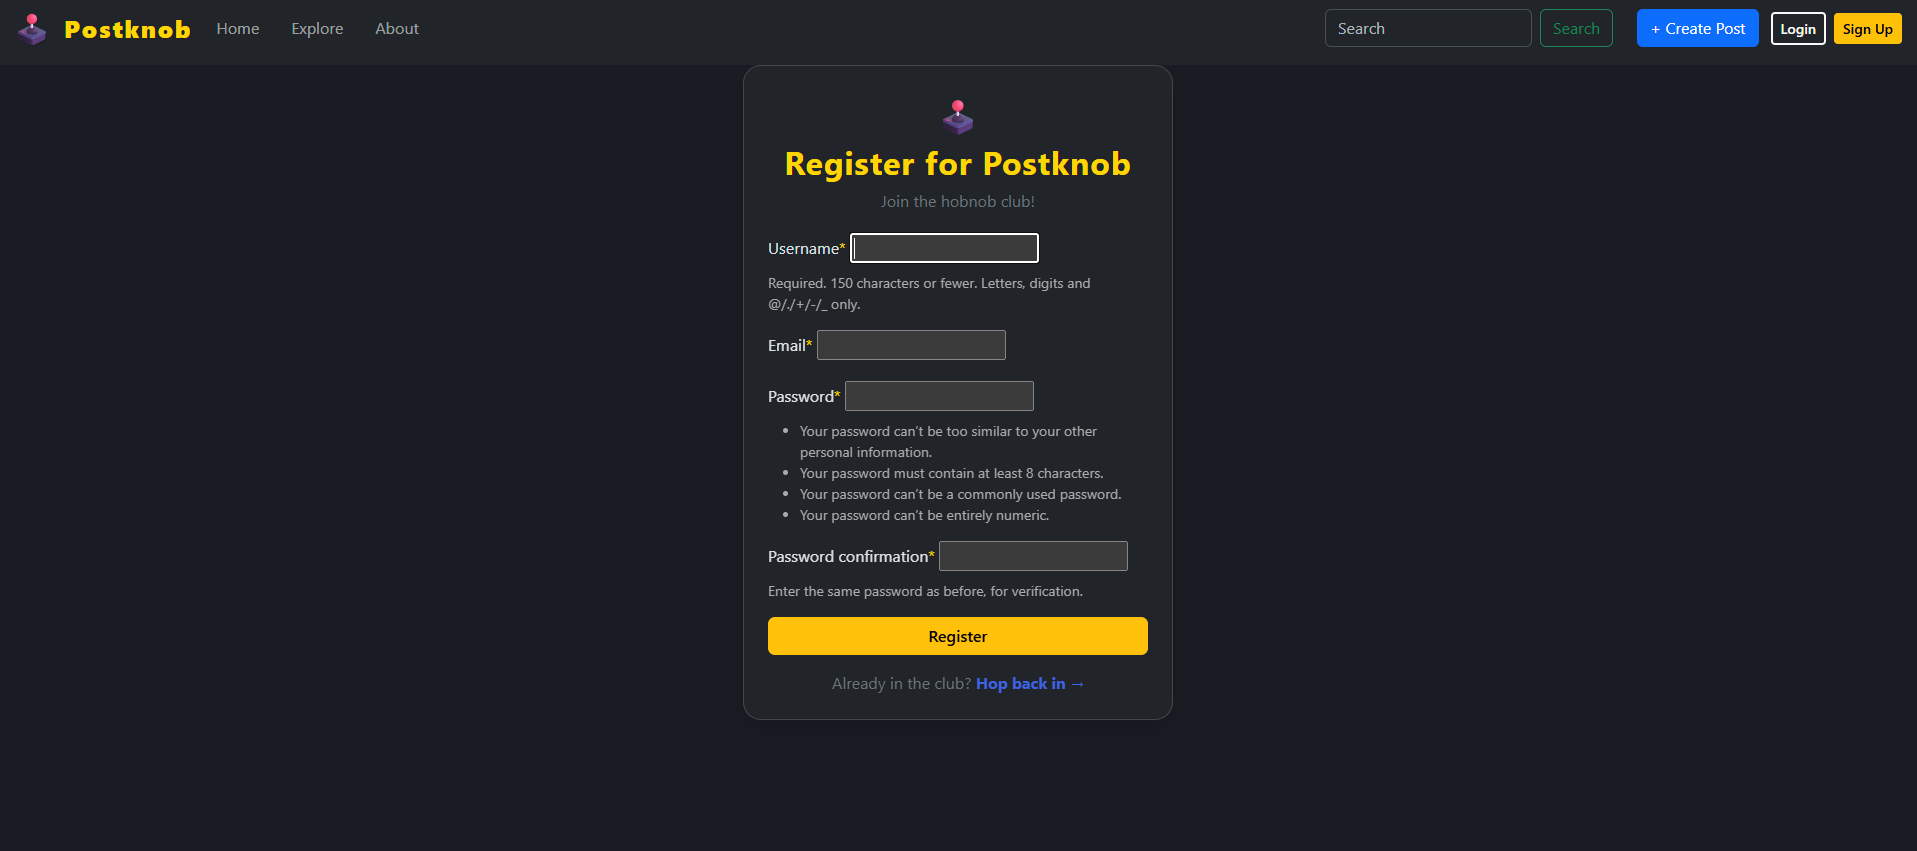 Postknob Home Explore About Search Search + Create Post Login Sign Up
Register for Postknob
Join the hobnob club!
Username*
Required. 150 characters or fewer. Letters, digits and
@/./+/-/_ only.
Email*
Password*
• Your password can’t be too similar to your other
personal information.
• Your password must contain at least 8 characters.
• Your password can’t be a commonly used password.
• Your password can’t be entirely numeric.
Password confirmation*
Enter the same password as before, for verification.
Register
Already in the club? Hop back in →